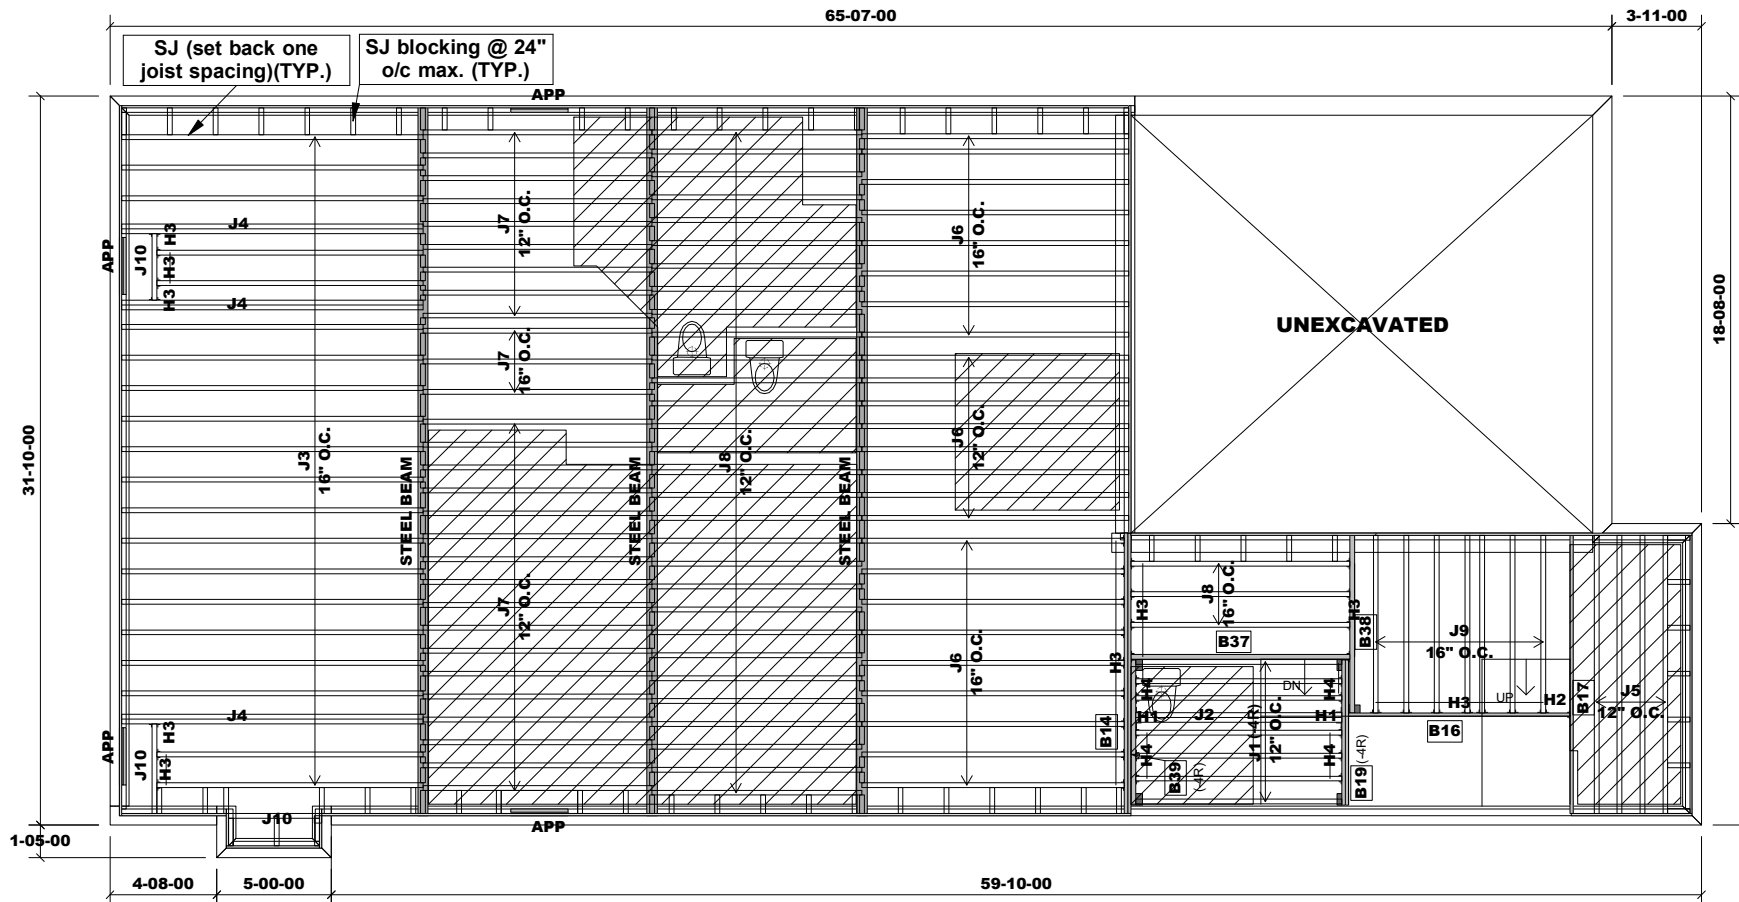 65-07-00
3-11-00
SJ (set back one
joist spacing)(TYP.)
SJ blocking @ 24"
o/c max. (TYP.)
APP
31-10-00
18-08-00
APP
J10
H3
H3
H3
J4
J4
J3
16" O.C.
J7
12" O.C.
J7
16" O.C.
J7
12" O.C.
J8
12" O.C.
J6
16" O.C.
J6
12" O.C.
J6
16" O.C.
UNEXCAVATED
STEEL BEAM
STEEL BEAM
STEEL BEAM
H3
J8
16" O.C.
H3
B38
B37
H3
J9
16" O.C.
B17
J5
12" O.C.
H4
DN
H4
UP
H3
H2
H1
J2
H1
B14
J1 (-4R)
12" O.C.
B16
H4
B39
(-4R)
H4
B19 (-4R)
J4
APP
J10
H3
H3
J10
APP
1-05-00
4-08-00
5-00-00
59-10-00